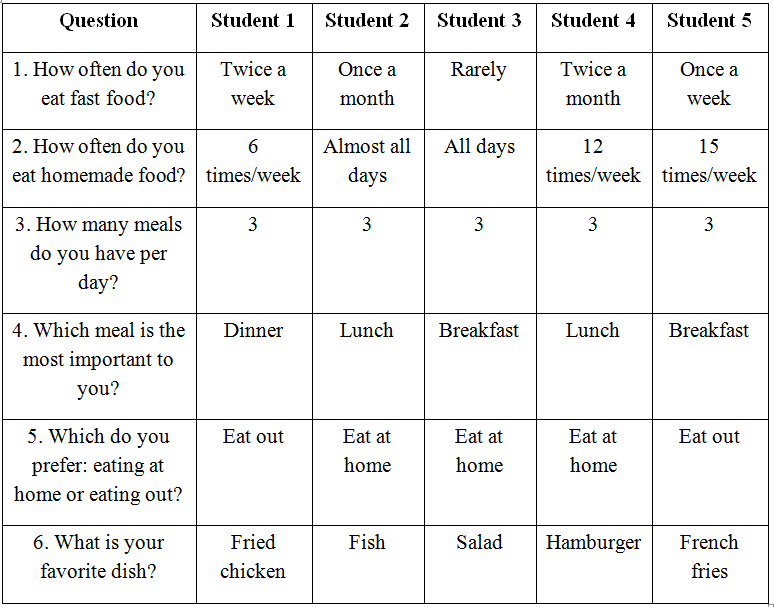 Question Student 1 Student 2 Student 3 Student 4 Student 5
1. How often do you Twice a Once a Rarely Twice a Once a
eat fast food? week month month week
2. How often do you 6 Almost all All days 12 15
eat homemade food? times/week days times/week times/week
3. How many meals 3 3 3 3 3
do you have per
day?
4. Which meal is the Dinner Lunch Breakfast Lunch Breakfast
most important to
you?
5. Which do you Eat out Eat at Eat at Eat at Eat out
prefer: eating at home home home
home or eating out?
6. What is your Fried Fish Salad Hamburger French
favorite dish? chicken fries